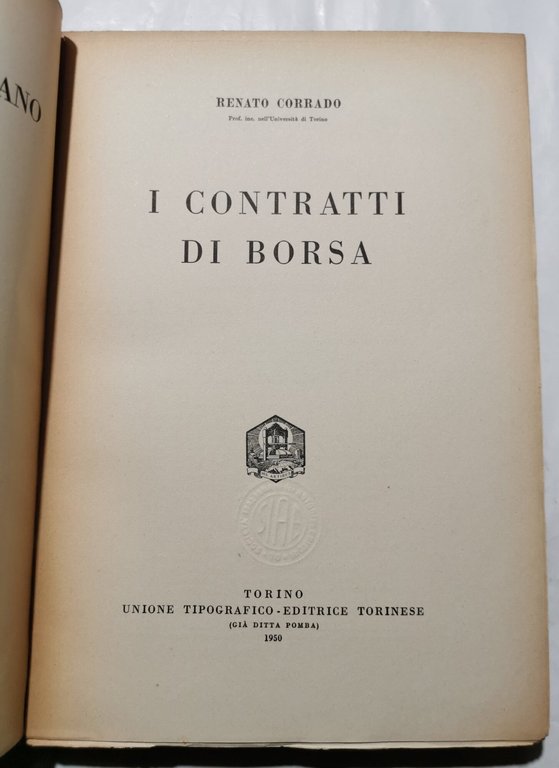 ANO
RENATO CORRADO
Prof. inc. nell'Università di Torino
I CONTRATTI
DI BORSA
TORINO
UNIONE TIPOGRAFICO-EDITRICE TORINESE
(GIÀ DITTA POMBA)
1950